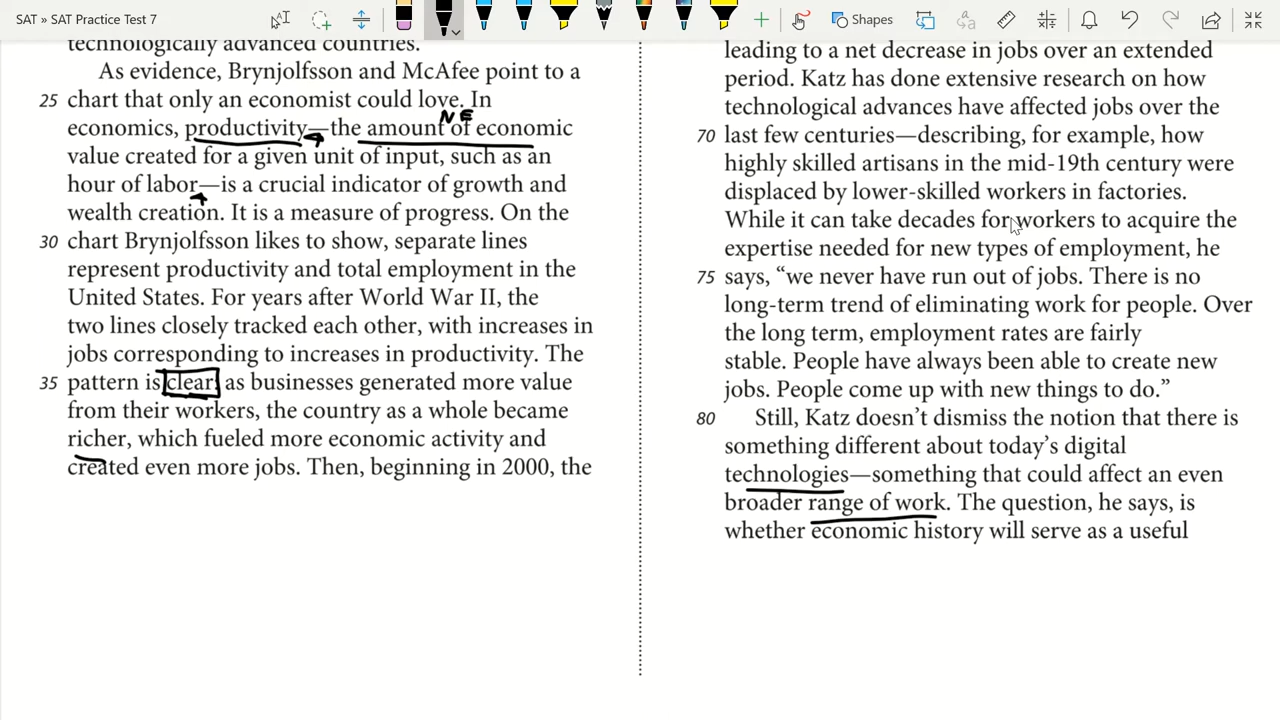 SAT » SAT Practice Test 7
Shapes
technologically advanced countries.
As evidence, Brynjolfsson and McAfee point to a
25 chart that only an economist could love. In
NE
economics, productivity—the amount of economic
value created for a given unit of input, such as an
hour of labor—is a crucial indicator of growth and
wealth creation. It is a measure of progress. On the
30 chart Brynjolfsson likes to show, separate lines
represent productivity and total employment in the
United States. For years after World War II, the
two lines closely tracked each other, with increases in
jobs corresponding to increases in productivity. The
35 pattern is clear: as businesses generated more value
from their workers, the country as a whole became
richer, which fueled more economic activity and
created even more jobs. Then, beginning in 2000, the
leading to a net decrease in jobs over an extended
period. Katz has done extensive research on how
technological advances have affected jobs over the
70 last few centuries—describing, for example, how
highly skilled artisans in the mid-19th century were
displaced by lower-skilled workers in factories.
While it can take decades for workers to acquire the
expertise needed for new types of employment, he
75 says, “we never have run out of jobs. There is no
long-term trend of eliminating work for people. Over
the long term, employment rates are fairly
stable. People have always been able to create new
jobs. People come up with new things to do.”
80 Still, Katz doesn’t dismiss the notion that there is
something different about today’s digital
technologies—something that could affect an even
broader range of work. The question, he says, is
whether economic history will serve as a useful